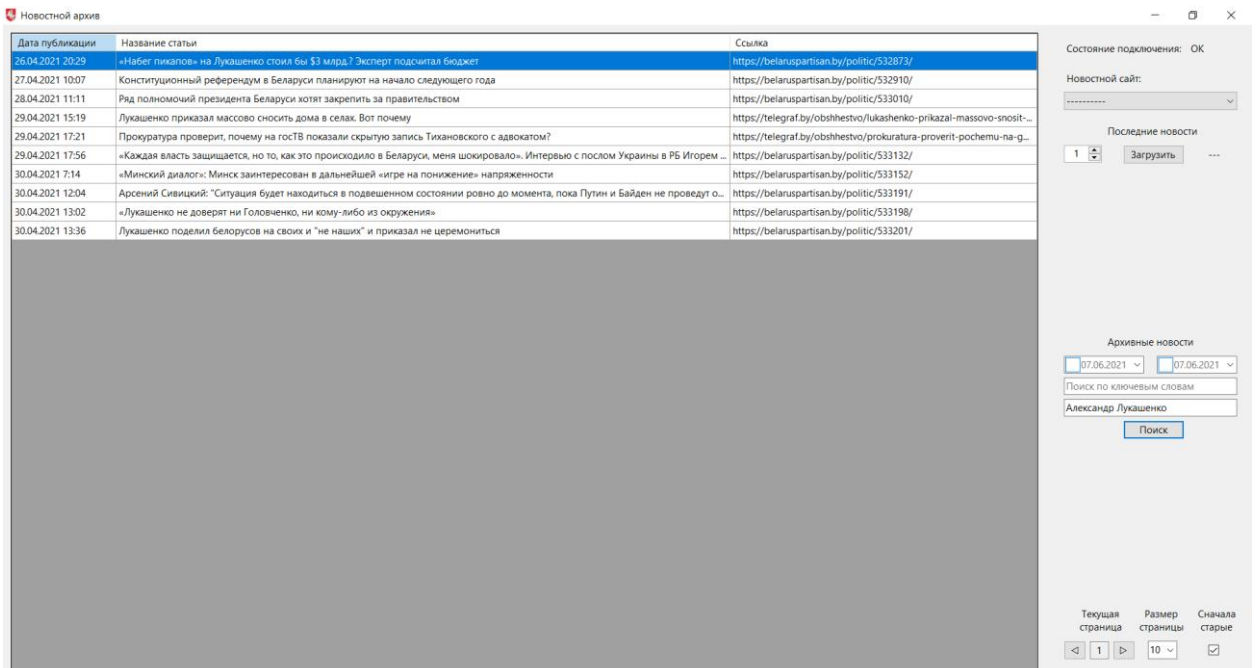 Новостной архив
Дата публикации Название статьи Ссылка
26.04.2021 20:29 «Набег пикапов» на Лукашенко стоил бы $3 млрд.? Эксперт подсчитал бюджет https://belaruspartisan.by/politic/532873/
27.04.2021 10:07 Конституционный референдум в Беларуси планируют на начало следующего года https://belaruspartisan.by/politic/532910/
28.04.2021 11:11 Ряд полномочий президента Беларуси хотят закрепить за правительством https://belaruspartisan.by/politic/533010/
29.04.2021 15:19 Лукашенко приказал массово сносить дома в селах. Вот почему https://telegraf.by/obshhestvo/lukashenko-prikazal-massovo-snosit-...
29.04.2021 17:21 Прокуратура проверит, почему на госТВ показали скрытую запись Тихановского с адвокатом? https://telegraf.by/obshhestvo/prokuratura-proverit-pochemu-na-g...
29.04.2021 17:56 «Каждая власть защищается, но то, как это происходило в Беларуси, меня шокировало». Интервью с послом Украины в РБ Игорем ... https://belaruspartisan.by/politic/533132/
30.04.2021 7:14 «Минский диалог»: Минск заинтересован в дальнейшей «игре на понижение» напряженности https://belaruspartisan.by/politic/533152/
30.04.2021 12:04 Арсений Сивицкий: "Ситуация будет находиться в подвешенном состоянии ровно до момента, пока Путин и Байден не проведут о... https://belaruspartisan.by/politic/533191/
30.04.2021 13:02 «Лукашенко не доверят ни Головченко, ни кому-либо из окружения» https://belaruspartisan.by/politic/533198/
30.04.2021 13:36 Лукашенко поделил белорусов на своих и "не наших" и приказал не церемониться https://belaruspartisan.by/politic/533201/
Состояние подключения: ОК
Новостной сайт:
----------
Последние новости
1 Загрузить ---
Архивные новости
07.06.2021 07.06.2021
Поиск по ключевым словам
Александр Лукашенко
Поиск
Текущая Размер Сначала
страница страницы старые
1 10